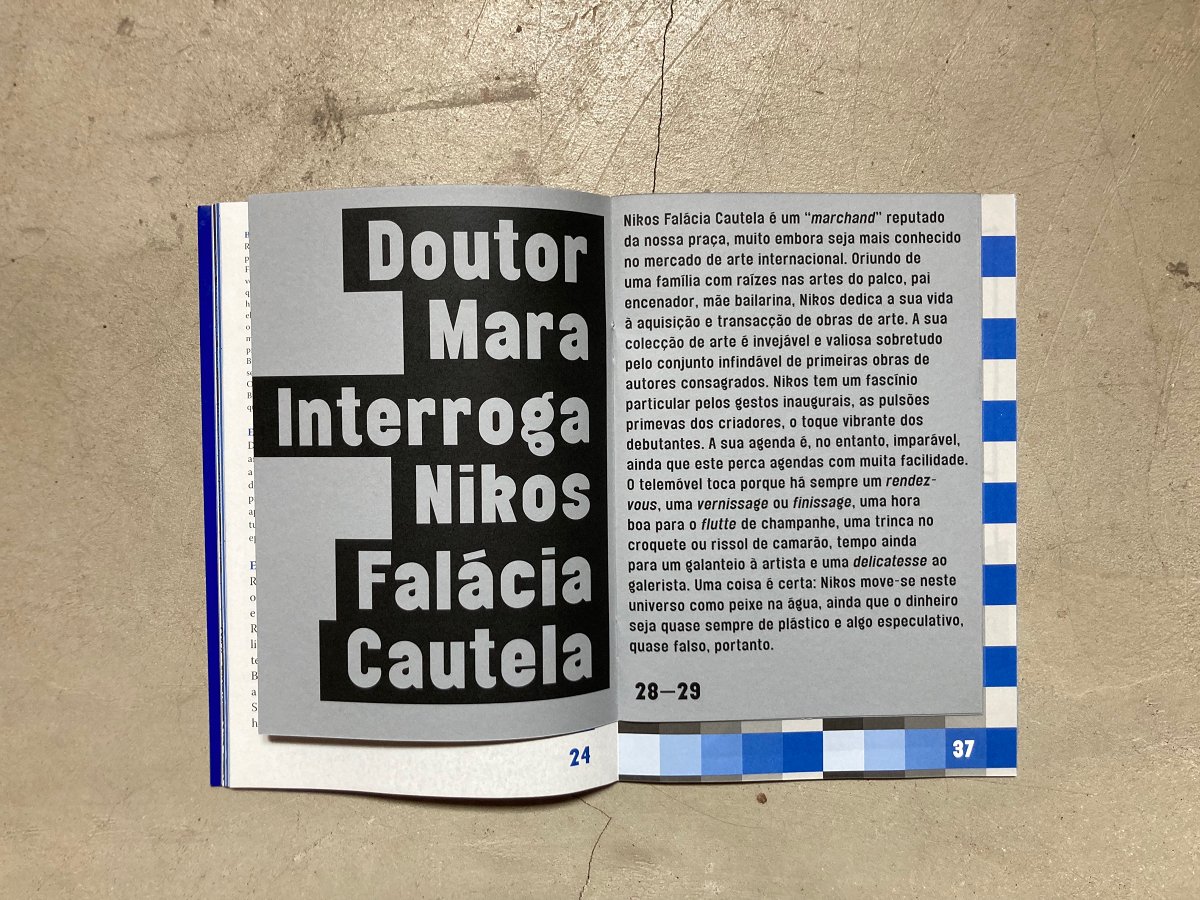 Doutor
Mara
Interroga
Nikos
Falácia
Cautela
24
Nikos Falácia Cautela é um “marchand” reputado
da nossa praça, muito embora seja mais conhecido
no mercado de arte internacional. Oriundo de
uma família com raízes nas artes do palco, pai
encenador, mãe bailarina, Nikos dedica a sua vida
à aquisição e transacção de obras de arte. A sua
colecção de arte é invejável e valiosa sobretudo
pelo conjunto infindável de primeiras obras de
autores consagrados. Nikos tem um fascínio
particular pelos gestos inaugurais, as pulsões
primevas dos criadores, o toque vibrante dos
debutantes. A sua agenda é, no entanto, imparável,
ainda que este perca agendas com muita facilidade.
O telemóvel toca porque há sempre um rendez-
vous, uma vernissage ou finissage, uma hora
boa para o flutte de champanhe, uma trinca no
croquete ou rissol de camarão, tempo ainda
para um galanteio à artista e uma delicatesse ao
galerista. Uma coisa é certa: Nikos move-se neste
universo como peixe na água, ainda que o dinheiro
seja quase sempre de plástico e algo especulativo,
quase falso, portanto.
28—29
37